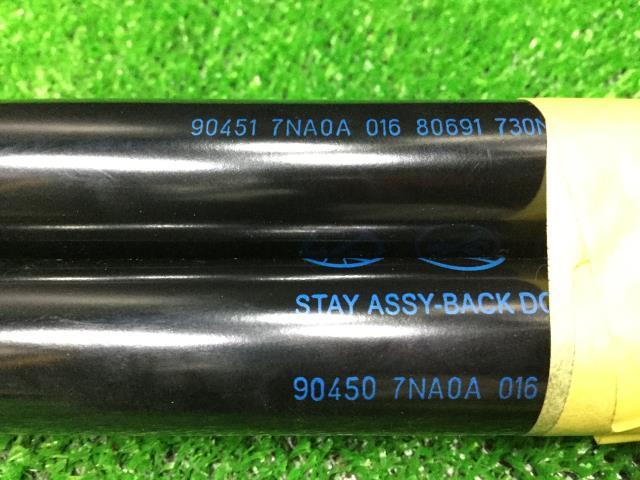 90451 7NA0A 016 80691 730N
STAY ASSY-BACK DO
90450 7NA0A 016